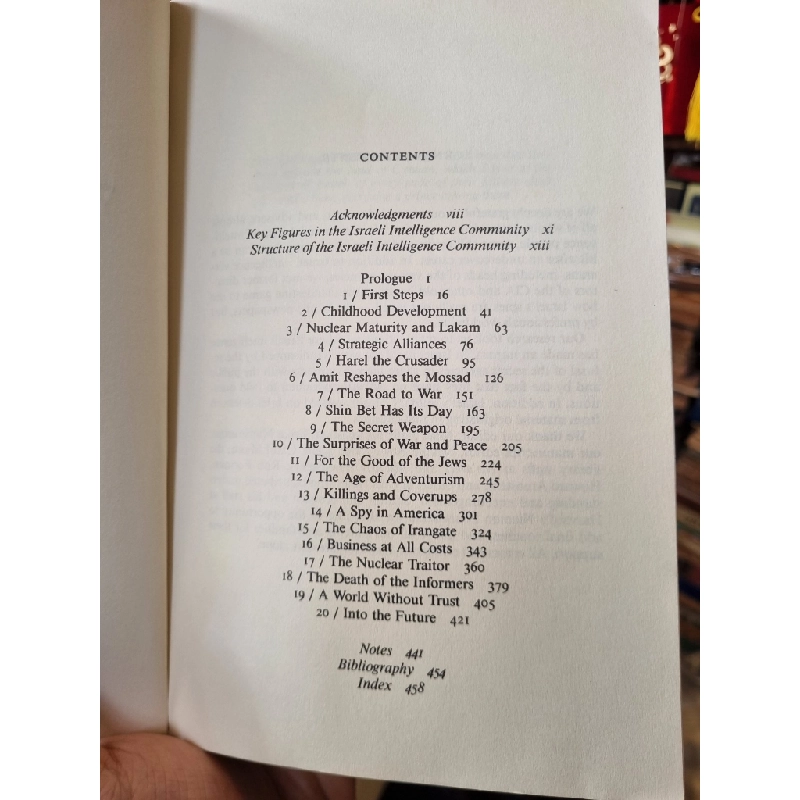 CONTENTS
Acknowledgments viii
Key Figures in the Israeli Intelligence Community xi
Structure of the Israeli Intelligence Community xiii
Prologue 1
1 / First Steps 16
2 / Childhood Development 41
3 / Nuclear Maturity and Lakam 63
4 / Strategic Alliances 76
5 / Harel the Crusader 95
6 / Amit Reshapes the Mossad 126
7 / The Road to War 151
8 / Shin Bet Has Its Day 163
9 / The Secret Weapon 195
10 / The Surprises of War and Peace 205
11 / For the Good of the Jews 224
12 / The Age of Adventurism 245
13 / Killings and Coverups 278
14 / A Spy in America 301
15 / The Chaos of Irangate 324
16 / Business at All Costs 343
17 / The Nuclear Traitor 360
18 / The Death of the Informers 379
19 / A World Without Trust 405
20 / Into the Future 421
Notes 441
Bibliography 454
Index 458